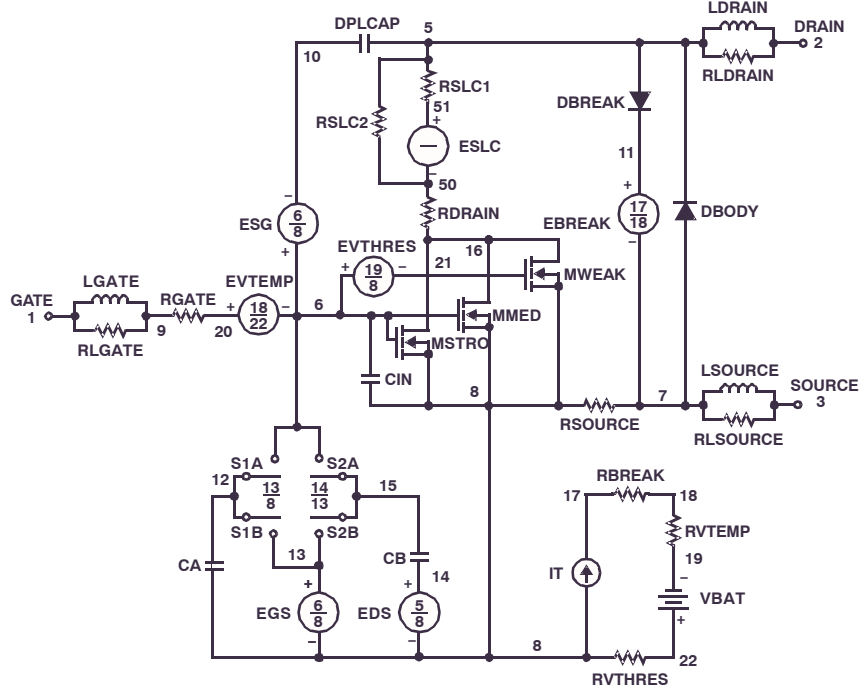 LDRAIN
DPLCAP 5 DRAIN
10 2
RSLC1 RLDRAIN
51
DBREAK
+
RSLC2
ESLC
11
−
50
− +
RDRAIN
6 8 17 18
ESG EBREAK DBODY
EVTHRES 16 −
+ 19 8 − 21 MWEAK
LGATE EVTEMP
GATE RGATE + 18 22 − 6 MMED
1 9 20
MSTRO
RLGATE
LSOURCE
CIN 8 7 SOURCE
3
RSOURCE
RLSOURCE
S1A S2A
12 13 8 14 13 15 RBREAK
17 18
S1B S2B
RVTEMP
13 CB
CA 19
14 IT −
+ +
VBAT
EGS 6 8 EDS 5 8
+
− − 8
22
RVTHRES